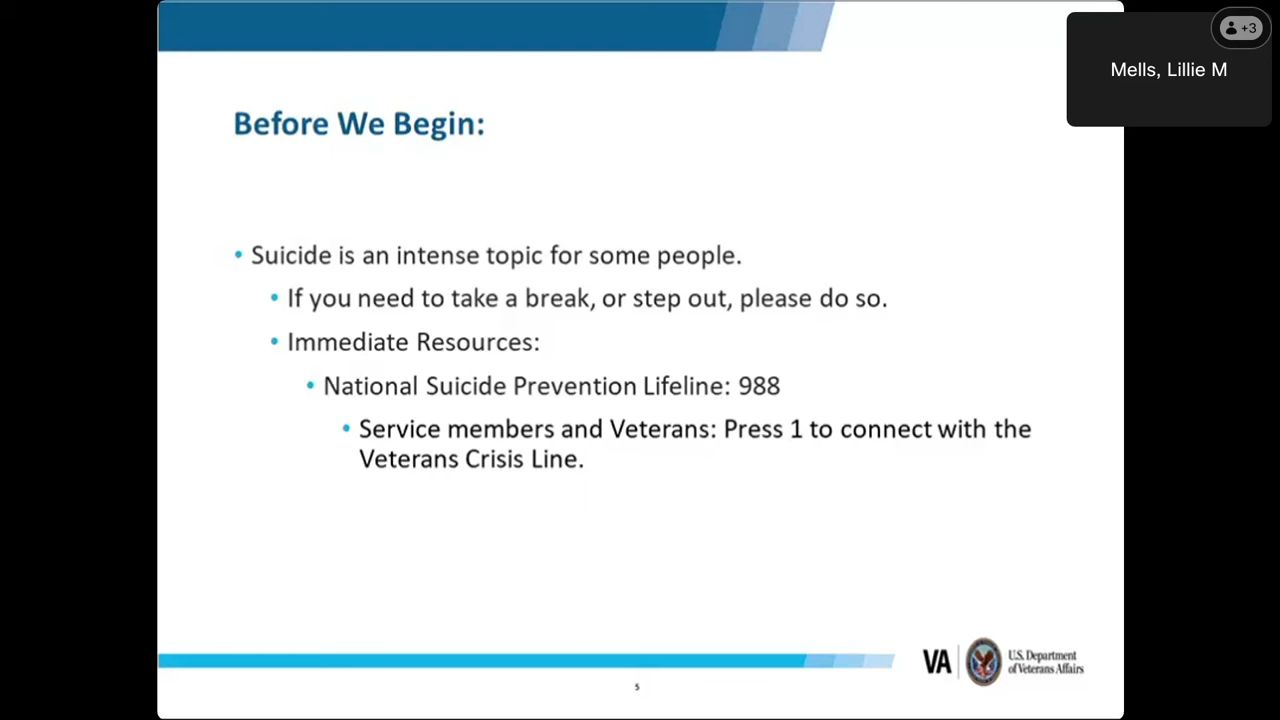 +3
Mells, Lillie M
Before We Begin:
• Suicide is an intense topic for some people.
• If you need to take a break, or step out, please do so.
• Immediate Resources:
• National Suicide Prevention Lifeline: 988
• Service members and Veterans: Press 1 to connect with the
Veterans Crisis Line.
VA
U.S. Department
of Veterans Affairs
5